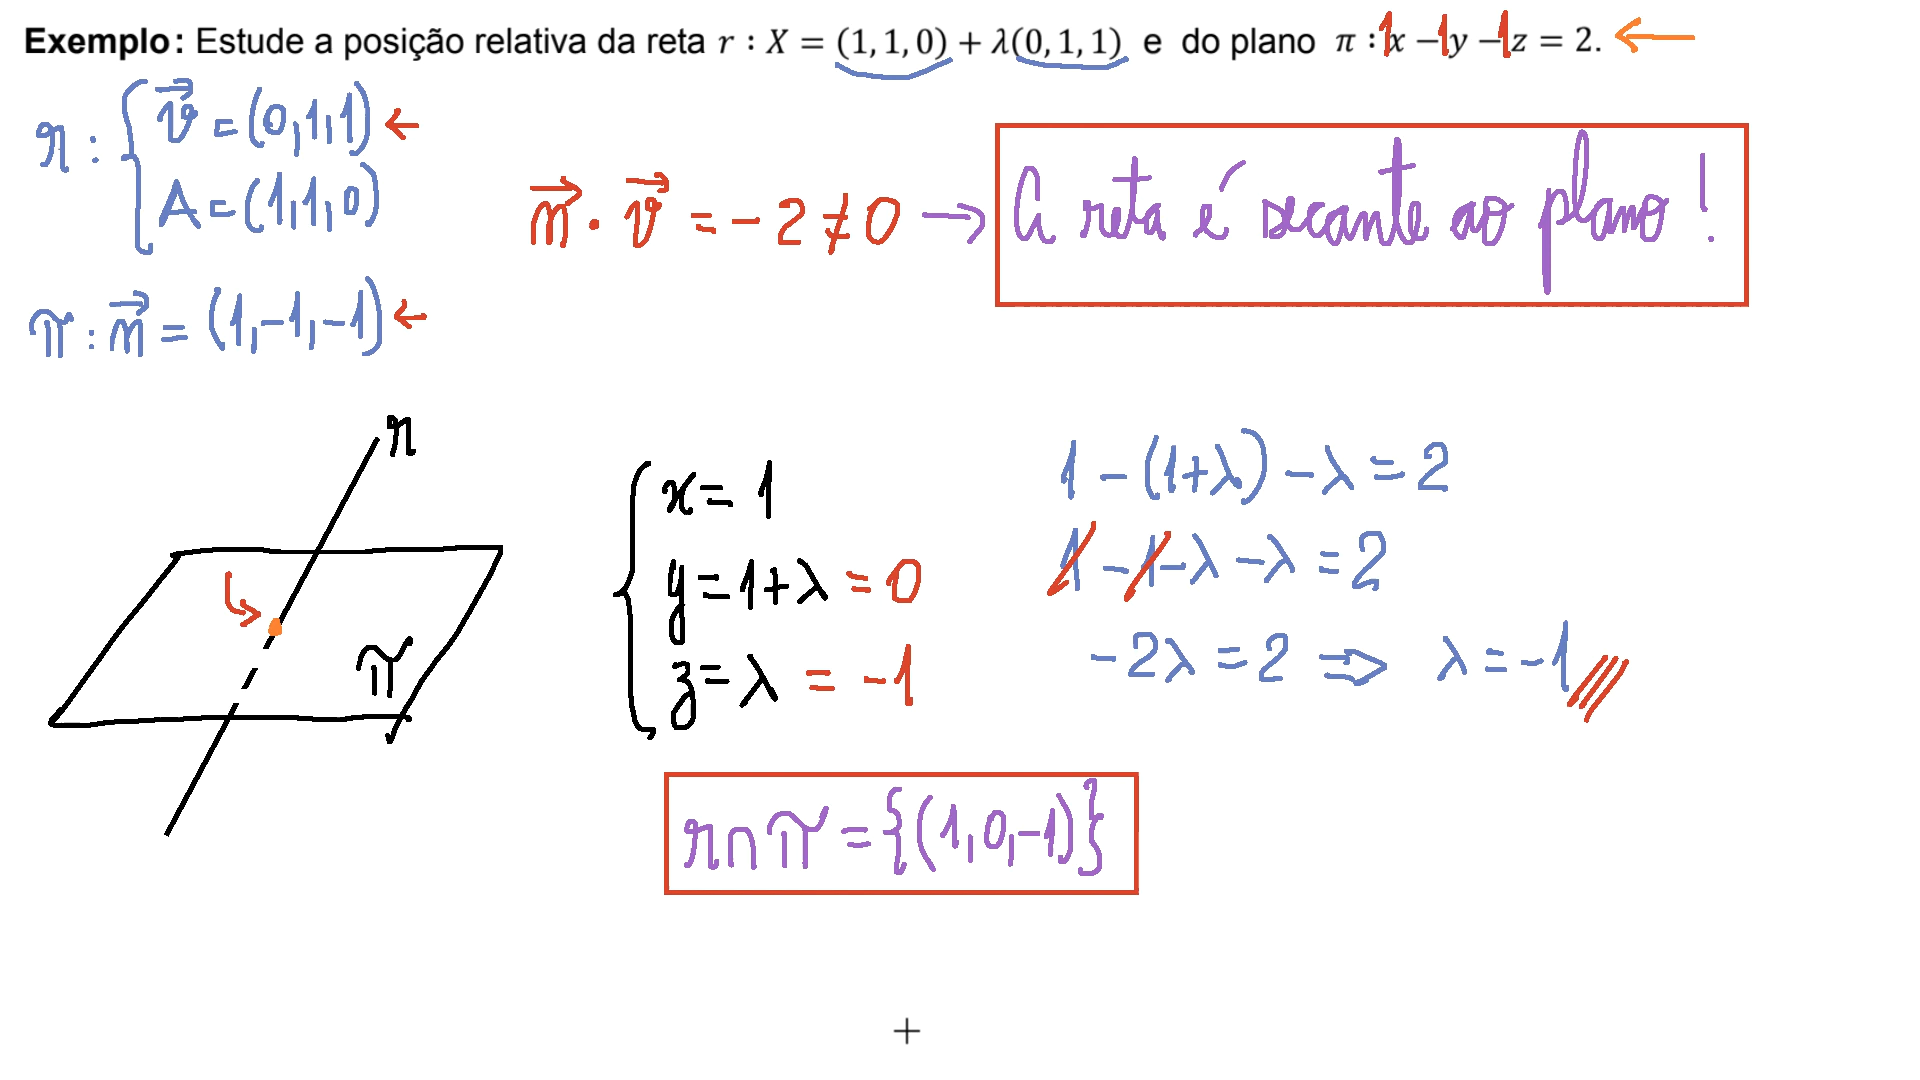 Exemplo: Estude a posição relativa da reta r : X = (1, 1, 0) + λ(0, 1, 1) e do plano π : 1x − 1y − 1z = 2.
r : { v⃗ = (0,1,1)
A = (1,1,0)
n⃗ · v⃗ = -2 ≠ 0 → A reta é secante ao plano!
π : n⃗ = (1,-1,-1)
r
π
x = 1
y = 1+λ = 0
z = λ = -1
1 - (1+λ) - λ = 2
1 - 1 - λ - λ = 2
-2λ = 2 ⇒ λ = -1
r ∩ π = {(1,0,-1)}